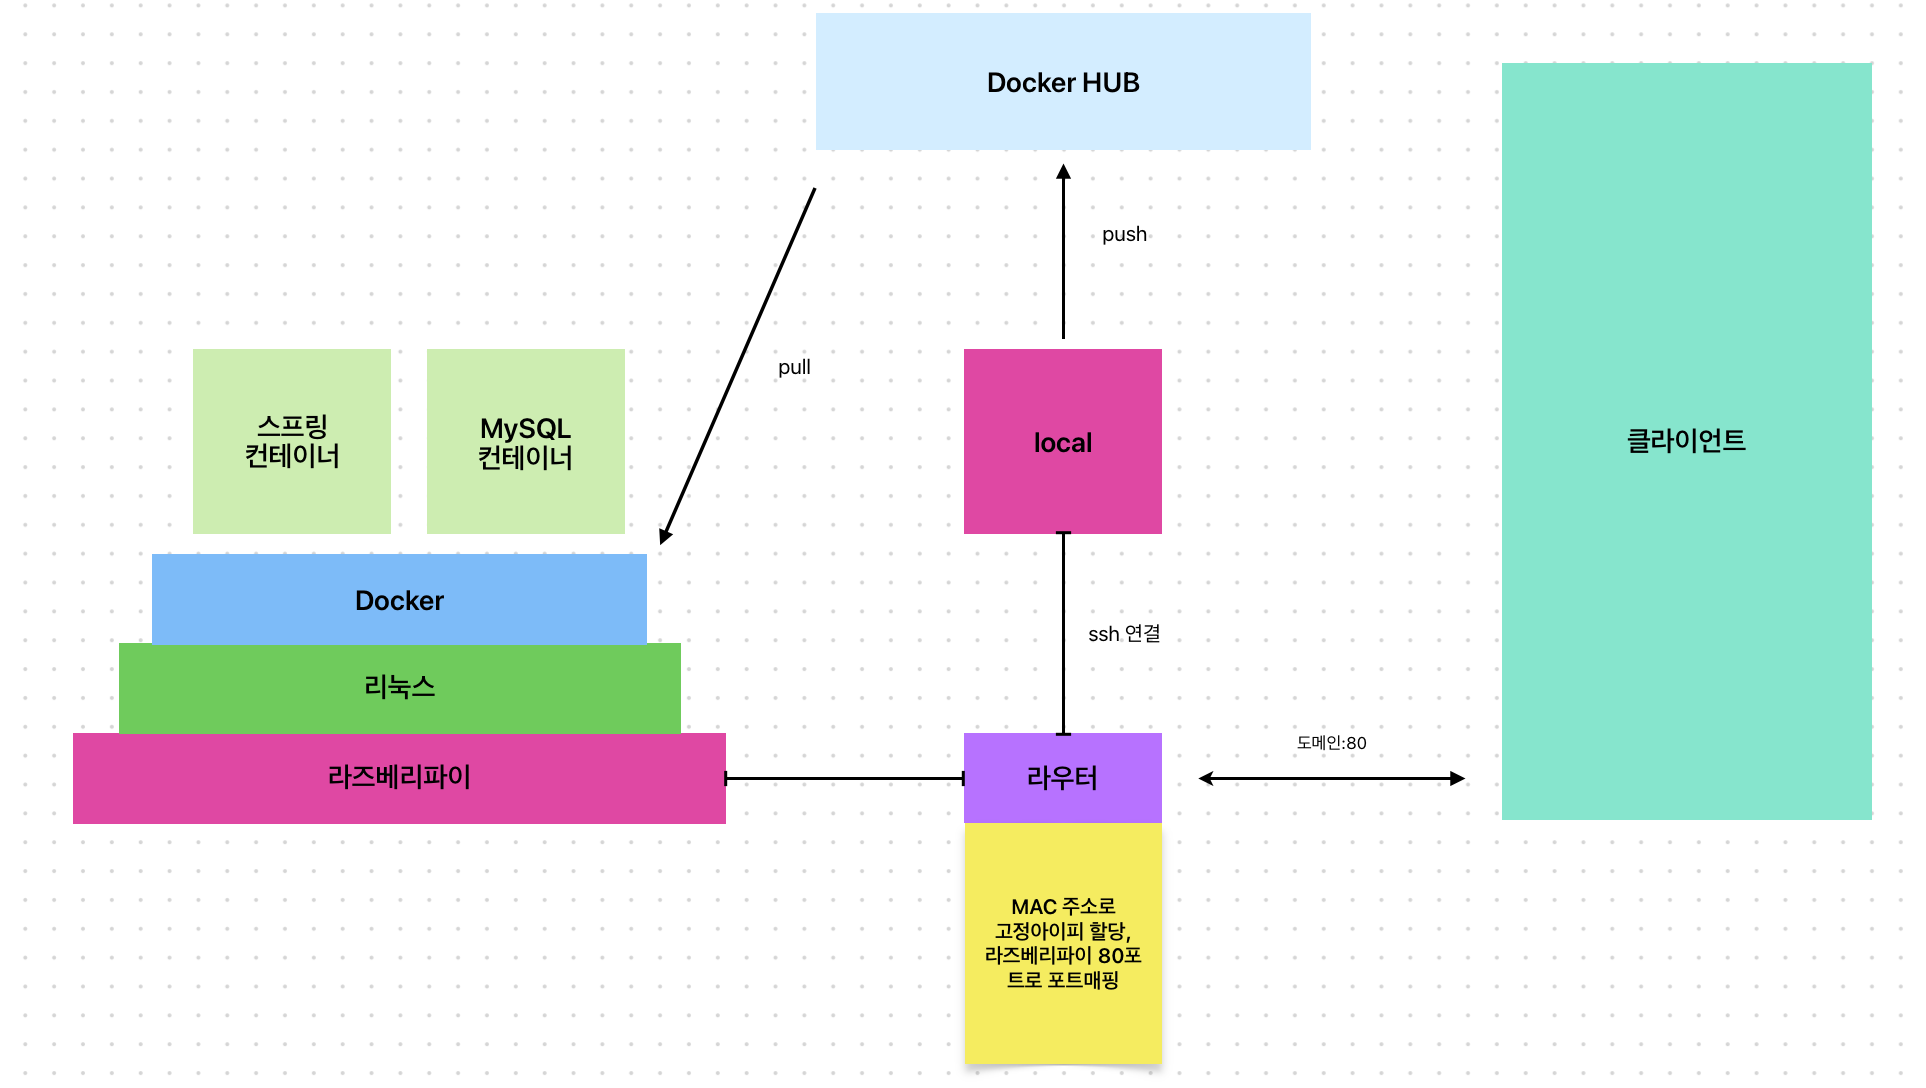 Docker HUB
push
pull
스프링
컨테이너
MySQL
컨테이너
local
클라이언트
Docker
ssh 연결
리눅스
도메인:80
라즈베리파이
라우터
MAC 주소로
고정아이피 할당,
라즈베리파이 80포
트로 포트매핑